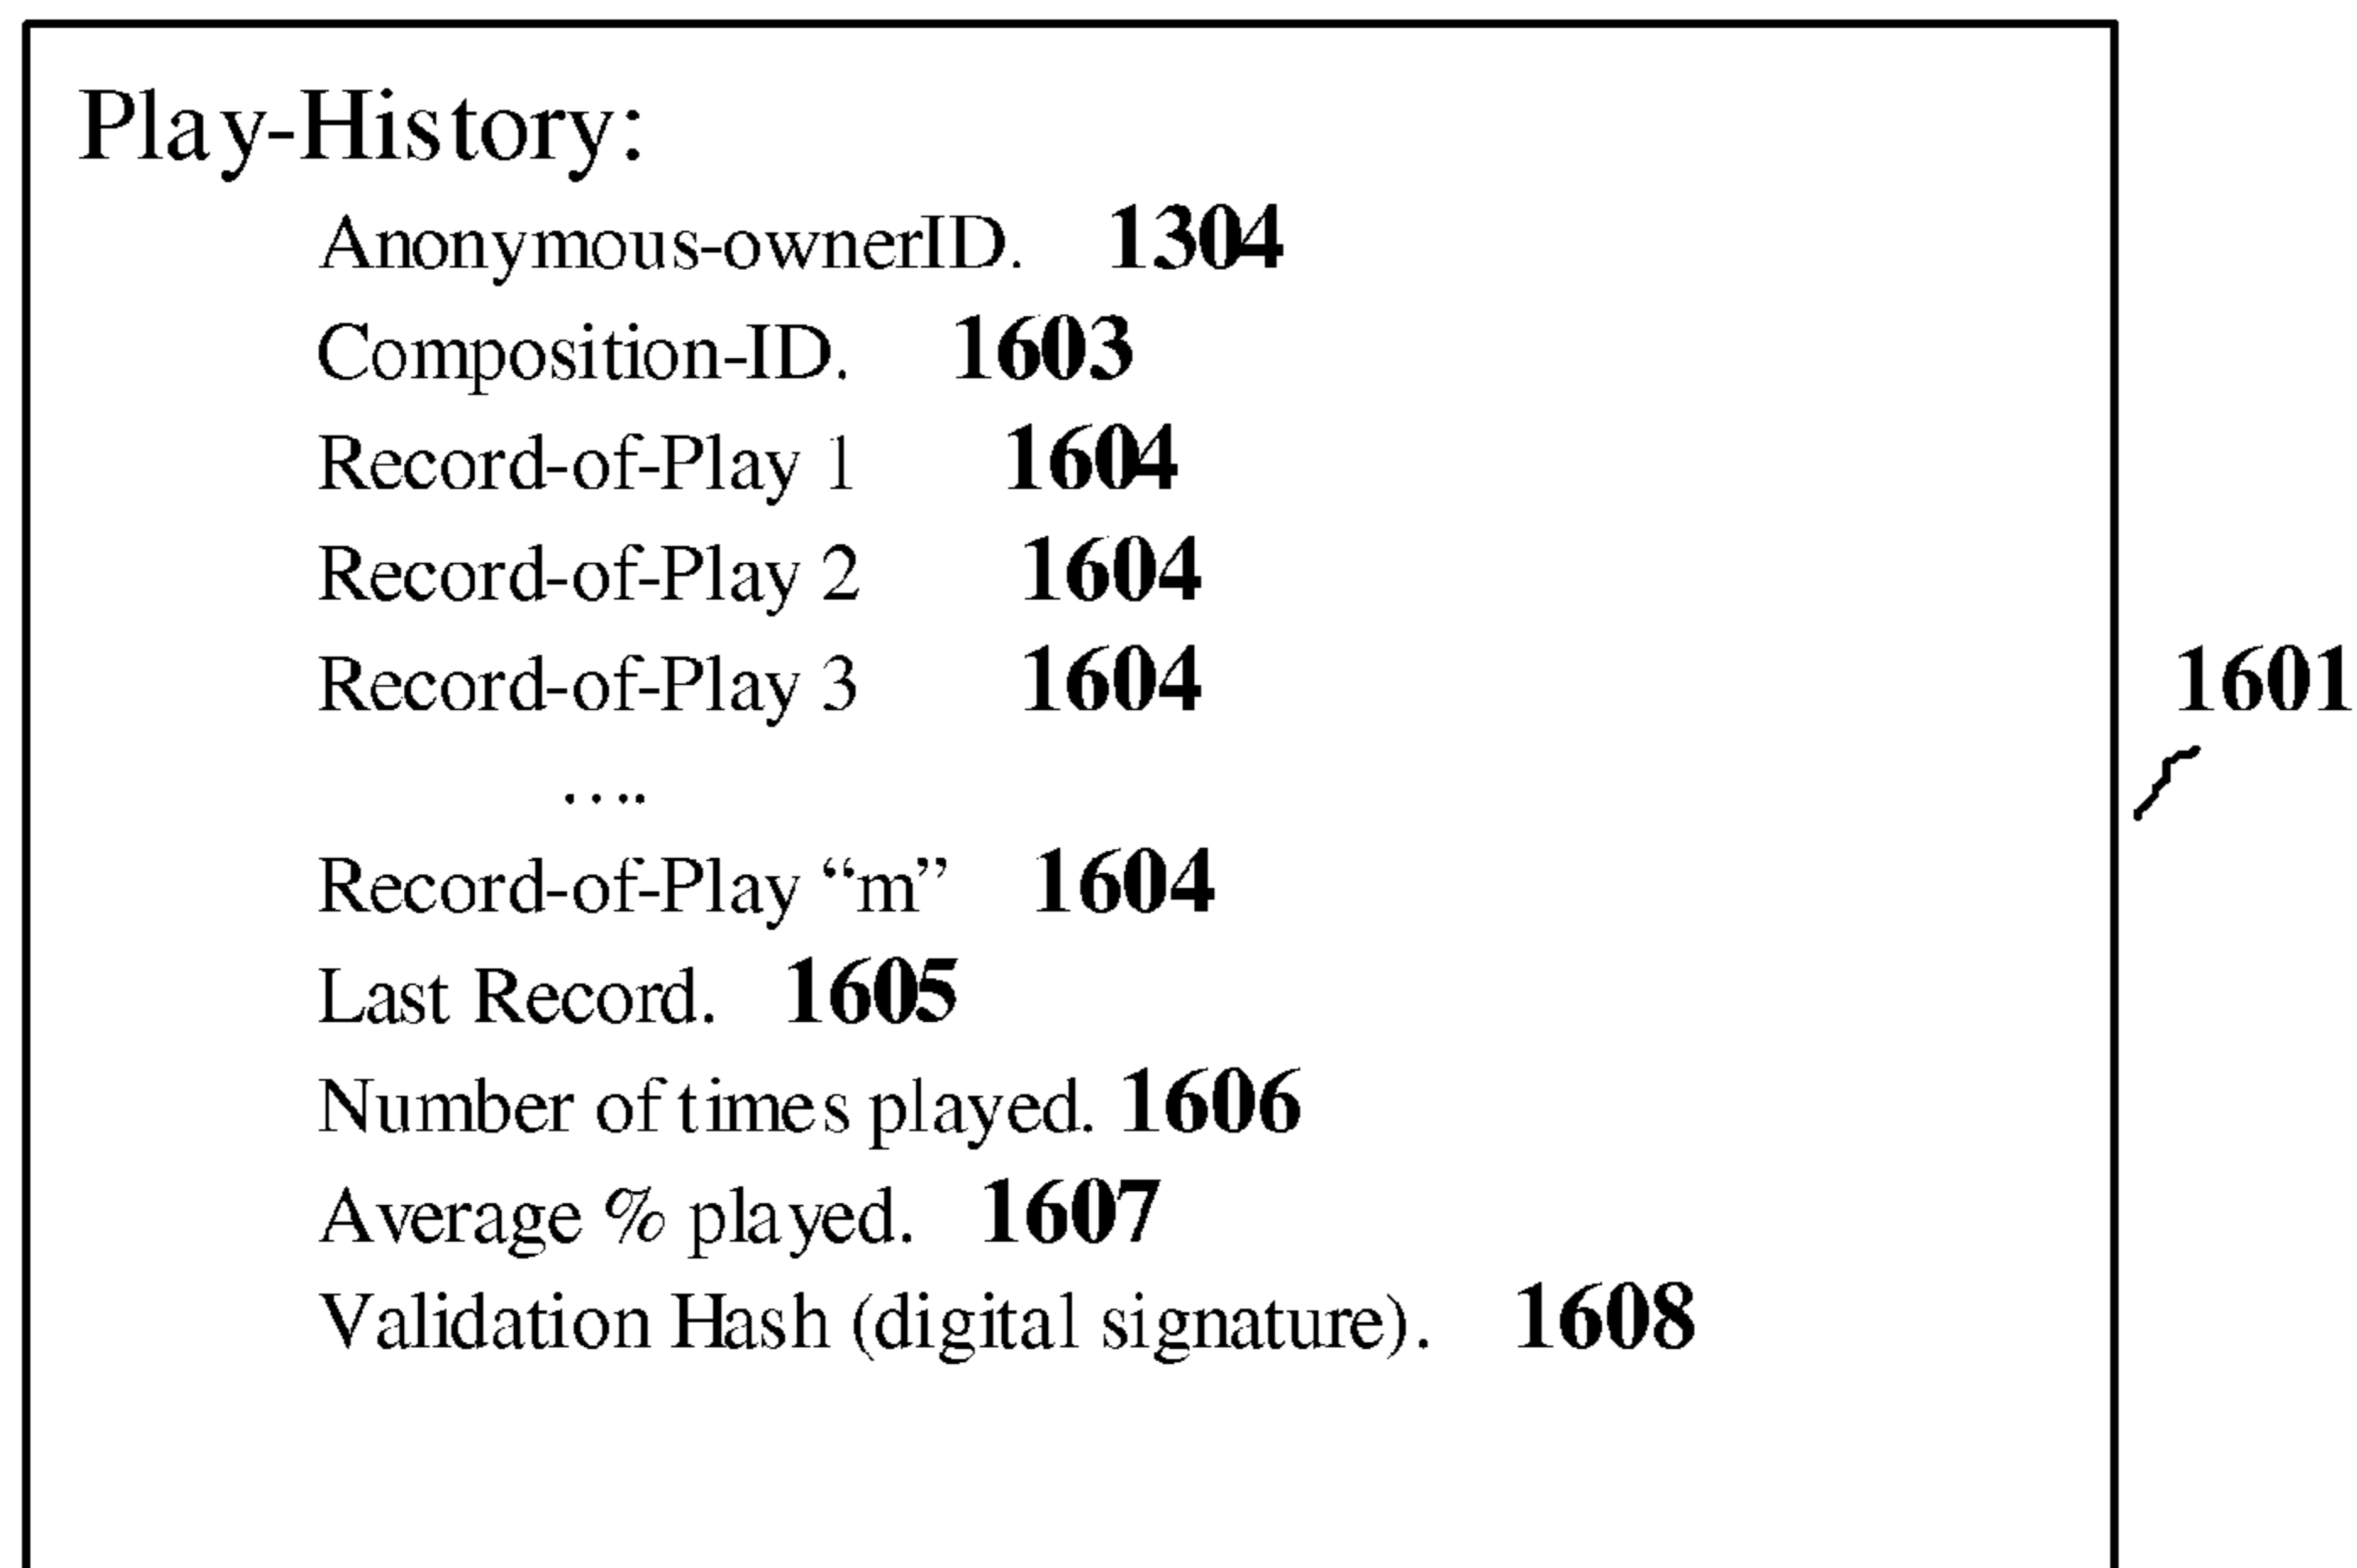 Play-History:
Anonymous-ownerID. 1304
Composition-ID. 1603
Record-of-Play 1 1604
Record-of-Play 2 1604
Record-of-Play 3 1604
1601
....
Record-of-Play “m” 1604
Last Record. 1605
Number of times played. 1606
Average % played. 1607
Validation Hash (digital signature). 1608